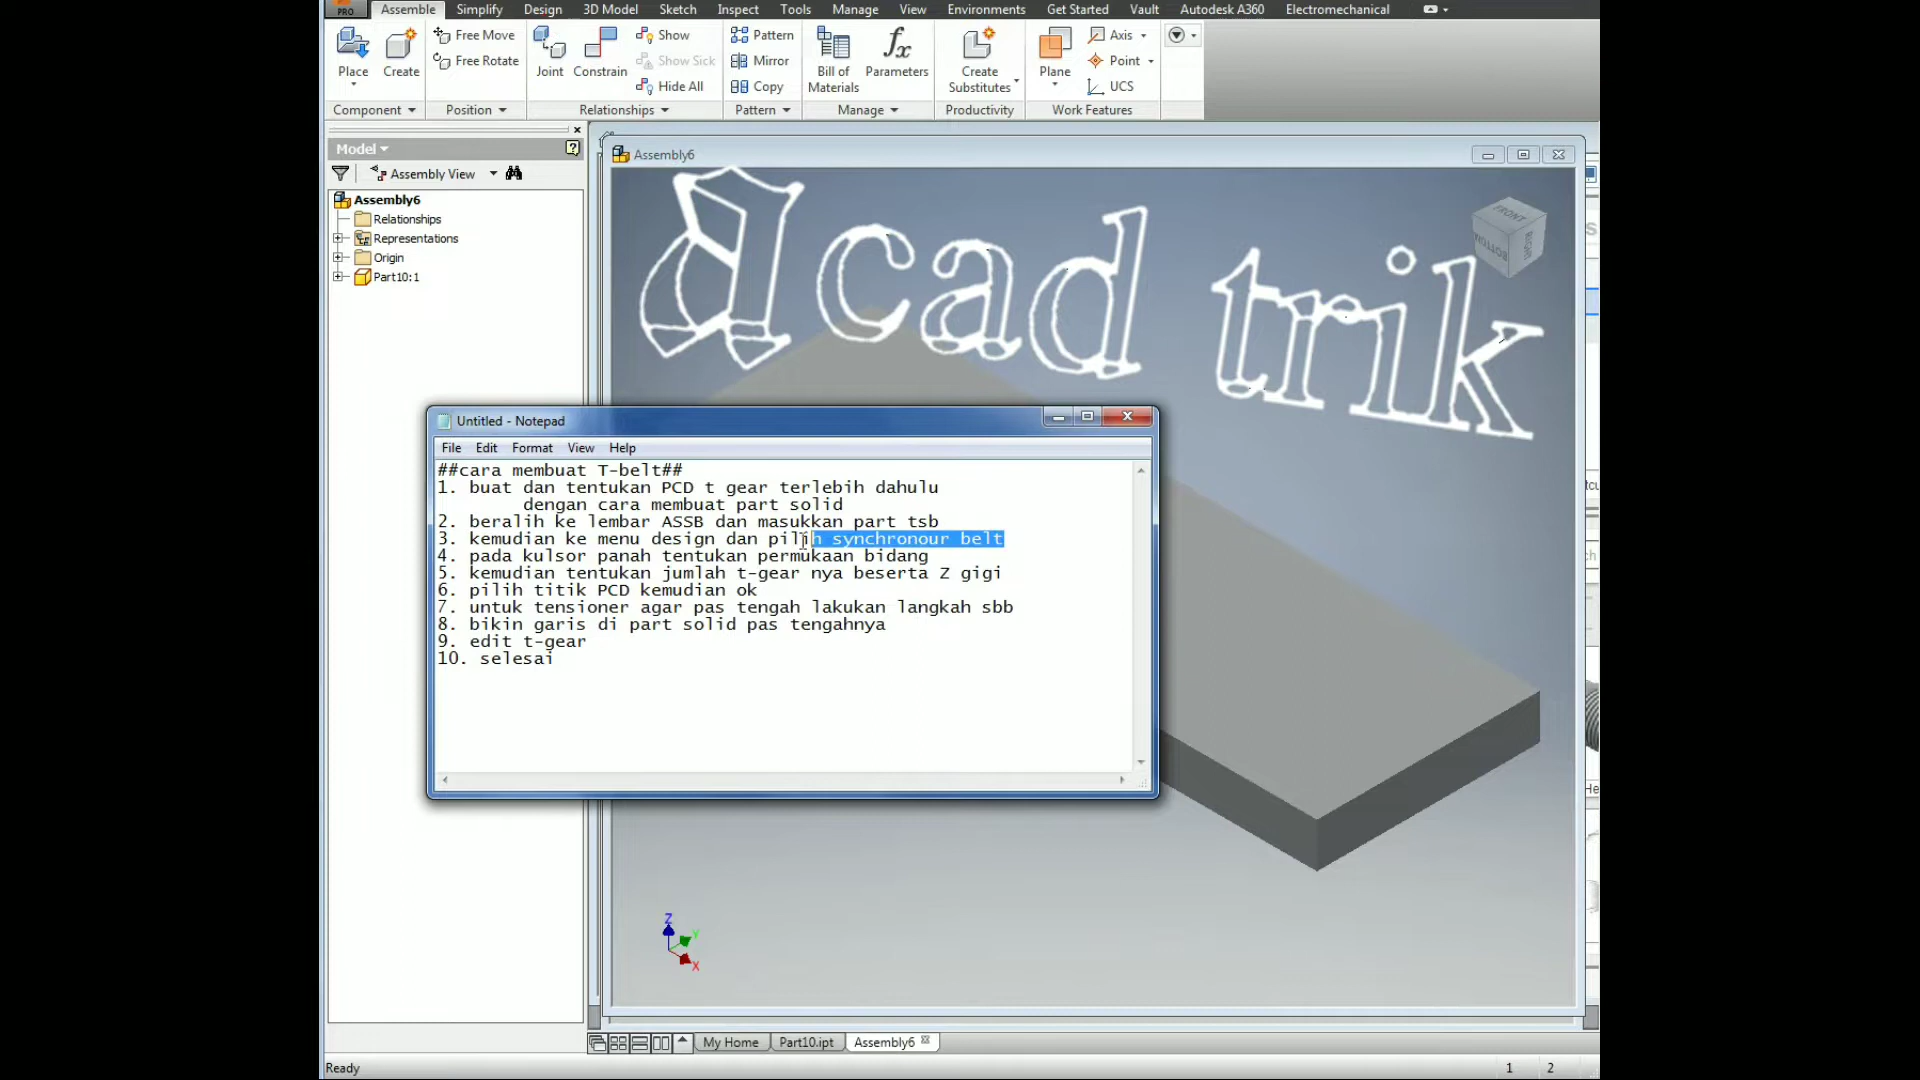 PRO
Assemble Simplify Design 3D Model Sketch Inspect Tools Manage View Environments Get Started Vault Autodesk A360 Electromechanical
Place
Create
Free Move
Free Rotate
Joint
Constrain
Show
Show Sick
Hide All
Pattern
Mirror
Copy
Bill of
Materials
fx
Parameters
Create
Substitutes
Plane
Axis
Point
UCS
Component Position Relationships Pattern Manage Productivity Work Features
Model
Assembly View
Assembly6
Relationships
Representations
Origin
Part10:1
Assembly6
FRONT
BOTTOM
RIGHT
Acad trik
Untitled - Notepad
File Edit Format View Help
##cara membuat T-belt##
1. buat dan tentukan PCD t gear terlebih dahulu
dengan cara membuat part solid
2. beralih ke lembar ASSB dan masukkan part tsb
3. kemudian ke menu design dan pilih synchronour belt
4. pada kulsor panah tentukan permukaan bidang
5. kemudian tentukan jumlah t-gear nya beserta Z gigi
6. pilih titik PCD kemudian ok
7. untuk tensioner agar pas tengah lakukan langkah sbb
8. bikin garis di part solid pas tengahnya
9. edit t-gear
10. selesai
Z
Y
X
My Home Part10.ipt Assembly6
Ready
1 2